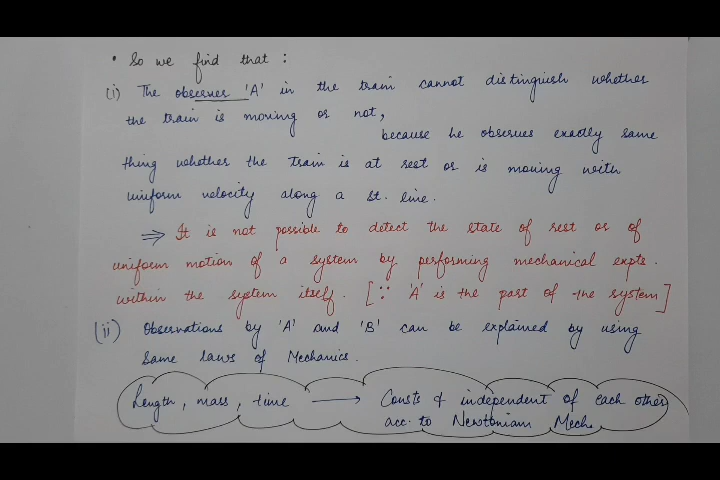 • So we find that :
(i) The observer 'A' in the train cannot distinguish whether
the train is moving or not,
because he observes exactly same
thing whether the train is at rest or is moving with
uniform velocity along a st. line.
⇒ It is not possible to detect the state of rest or of
uniform motion of a system by performing mechanical expts.
within the system itself. [∵ 'A' is the part of the system]
(ii) Observations by 'A' and 'B' can be explained by using
same laws of Mechanics.
Length, mass, time → Consts & independent of each other
acc. to Newtonian Mech.